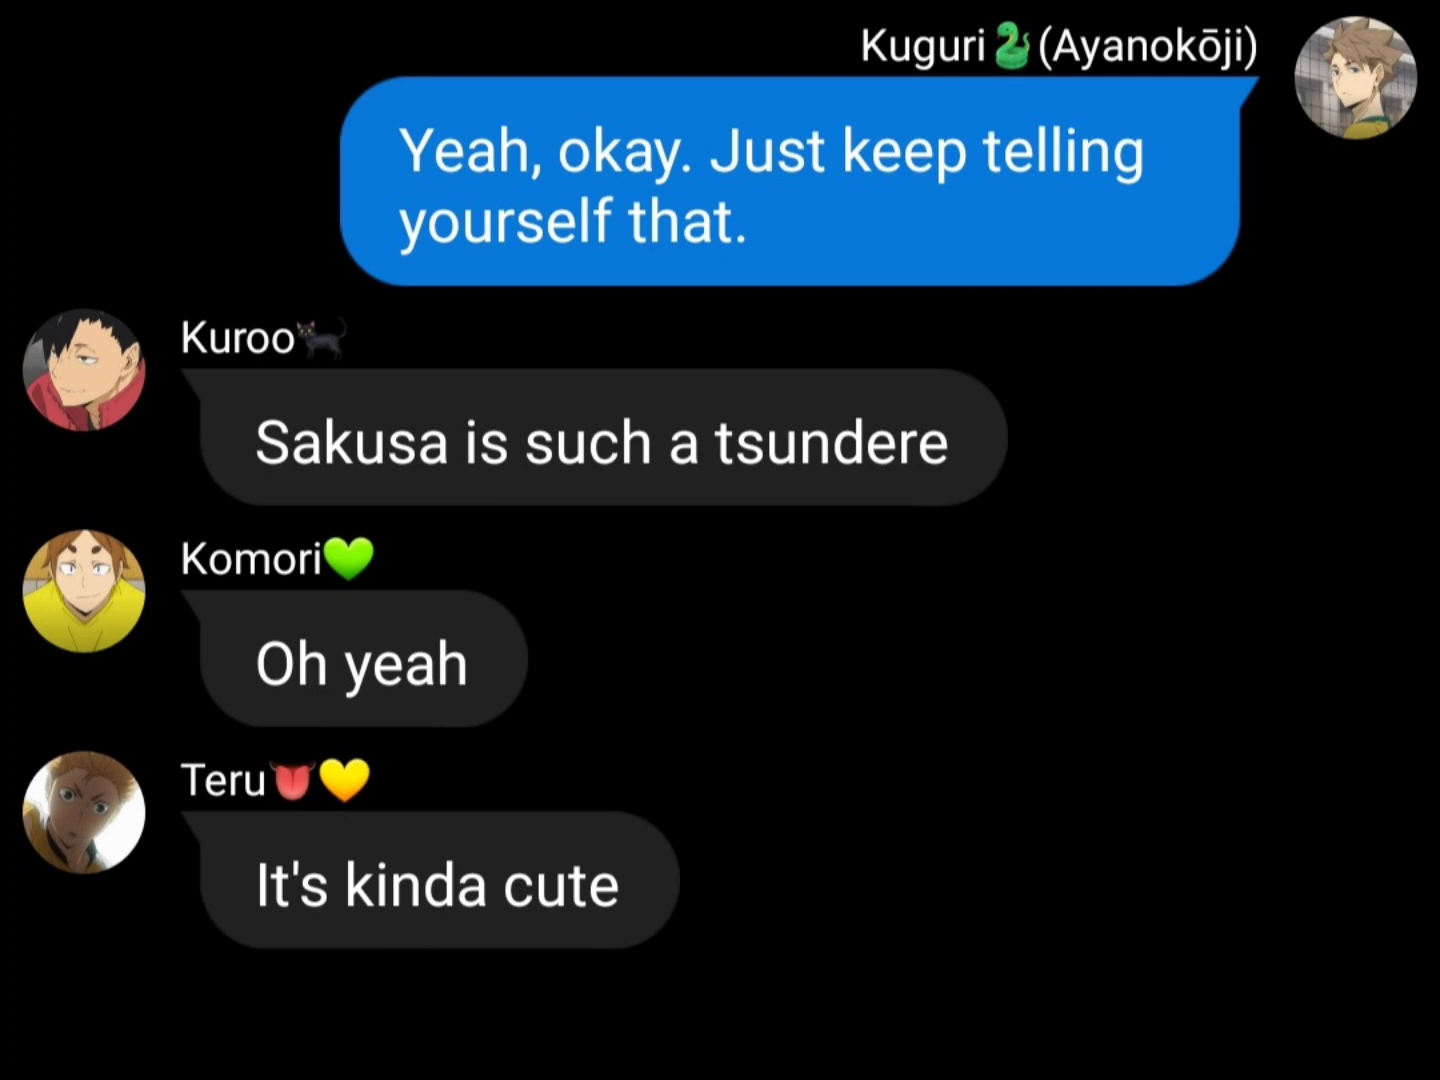 Kuguri🐍(Ayanokōji)
Yeah, okay. Just keep telling
yourself that.
Kuroo🐈‍⬛
Sakusa is such a tsundere
Komori💚
Oh yeah
Teru👅💛
It's kinda cute